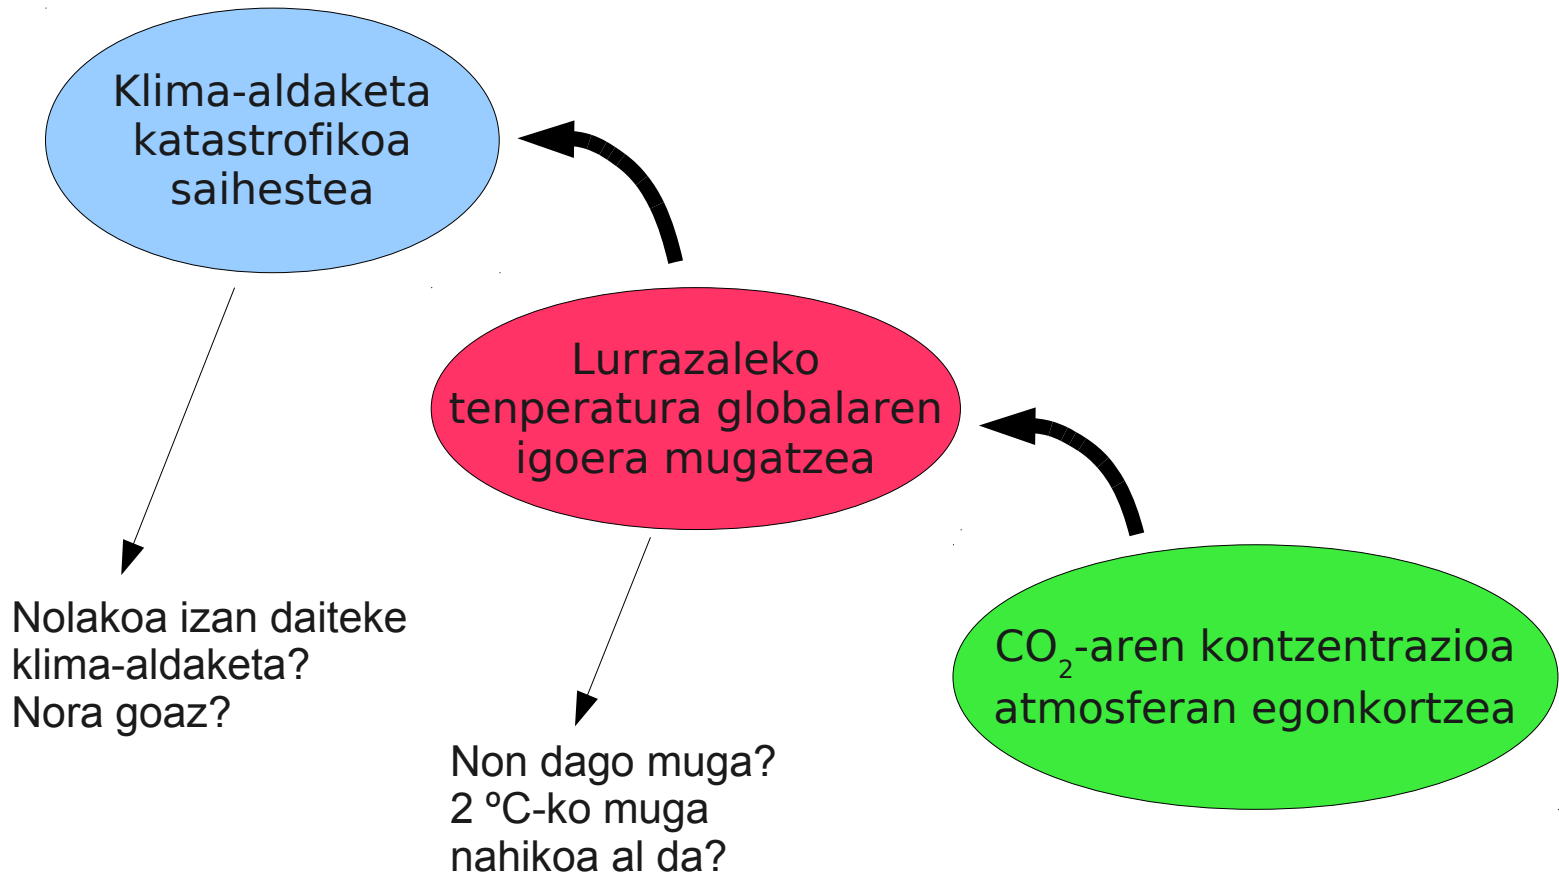 Klima-aldaketa
katastrofikoa
saihestea
Lurrazaleko
tenperatura globalaren
igoera mugatzea
CO₂-aren kontzentrazioa
atmosferan egonkortzea
Nolakoa izan daiteke
klima-aldaketa?
Nora goaz?
Non dago muga?
2 ºC-ko muga
nahikoa al da?